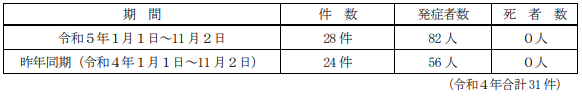 期　間　件　数　発症者数　死　者　数
令和５年１月１日～11月２日　28件　82人　０人
昨年同期（令和４年１月１日～11月２日）　24件　56人　０人
（令和４年合計31件）